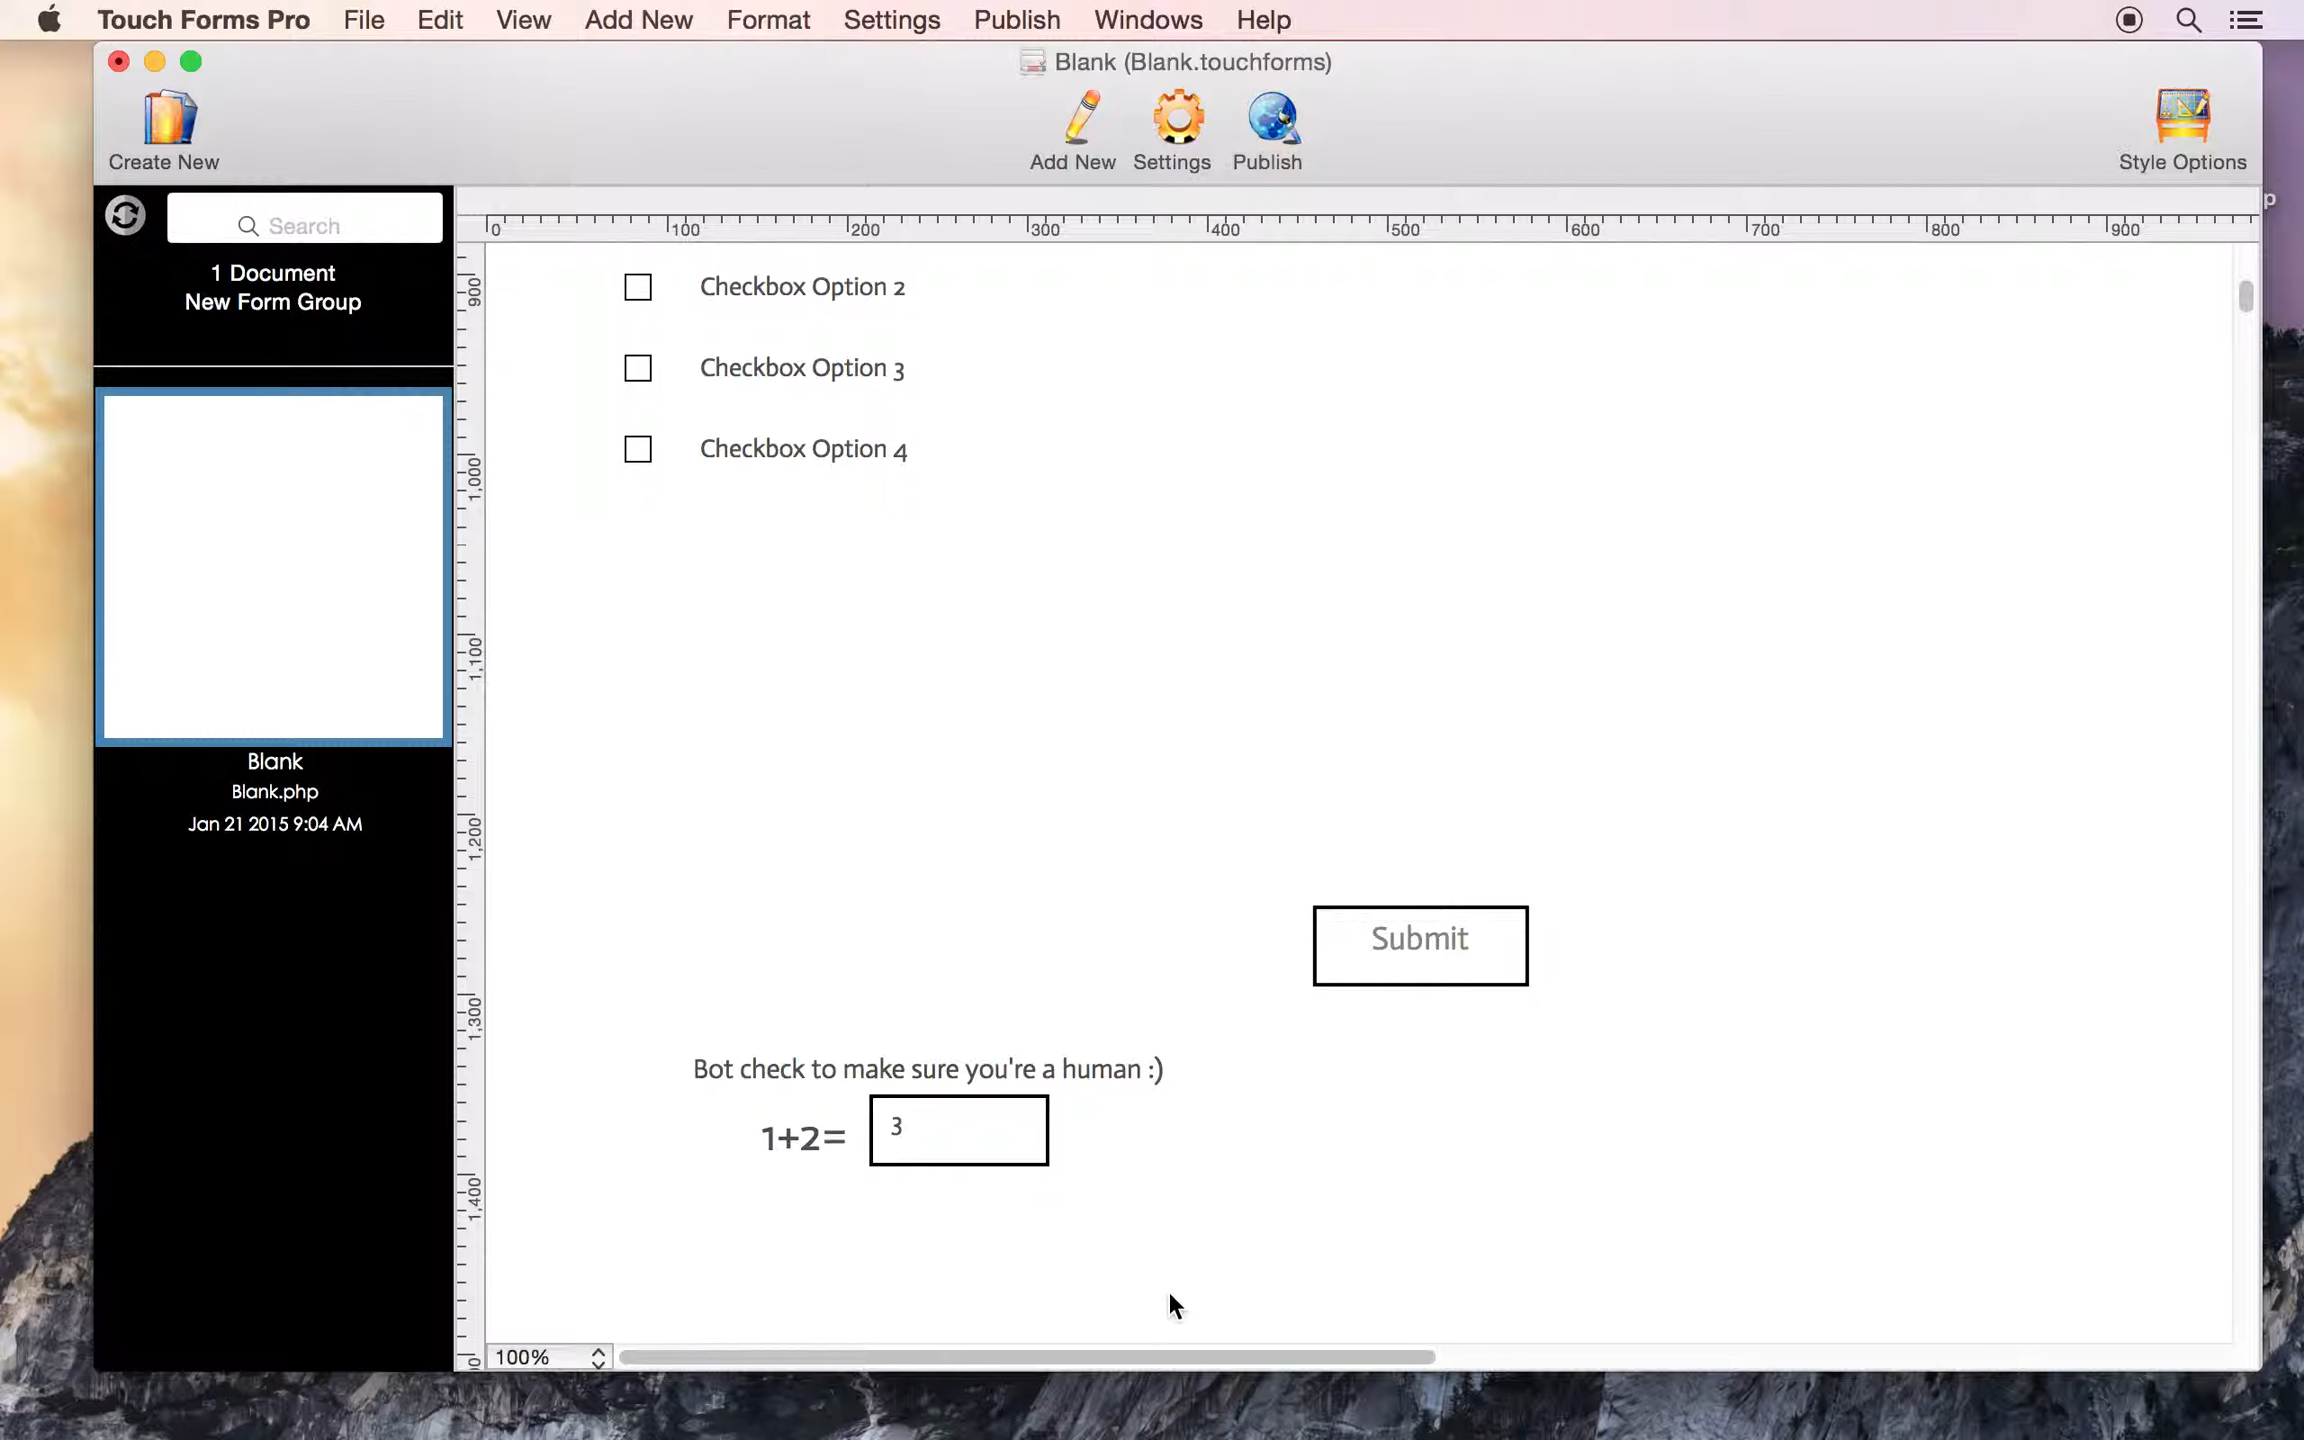 Touch Forms Pro File Edit View Add New Format Settings Publish Windows Help
Blank (Blank.touchforms)
Create New
Add New Settings Publish
Style Options
Search
p
1 Document
New Form Group
0 100 200 300 400 500 600 700 800 900
900
1,000
1,100
1,200
1,300
1,400
Checkbox Option 2
Checkbox Option 3
Checkbox Option 4
Blank
Blank.php
Jan 21 2015 9:04 AM
Submit
Bot check to make sure you're a human :)
1+2= 3
100%